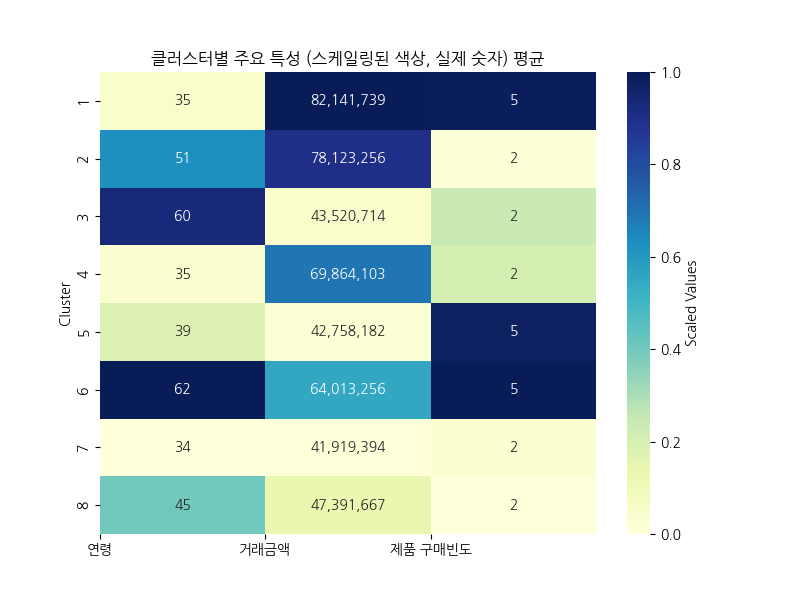 클러스터별 주요 특성 (스케일링된 색상, 실제 숫자) 평균
1 35 82,141,739 5
2 51 78,123,256 2
3 60 43,520,714 2
4 35 69,864,103 2
5 39 42,758,182 5
6 62 64,013,256 5
7 34 41,919,394 2
8 45 47,391,667 2
Cluster
연령 거래금액 제품 구매빈도
1.0
0.8
0.6
0.4
0.2
0.0
Scaled Values